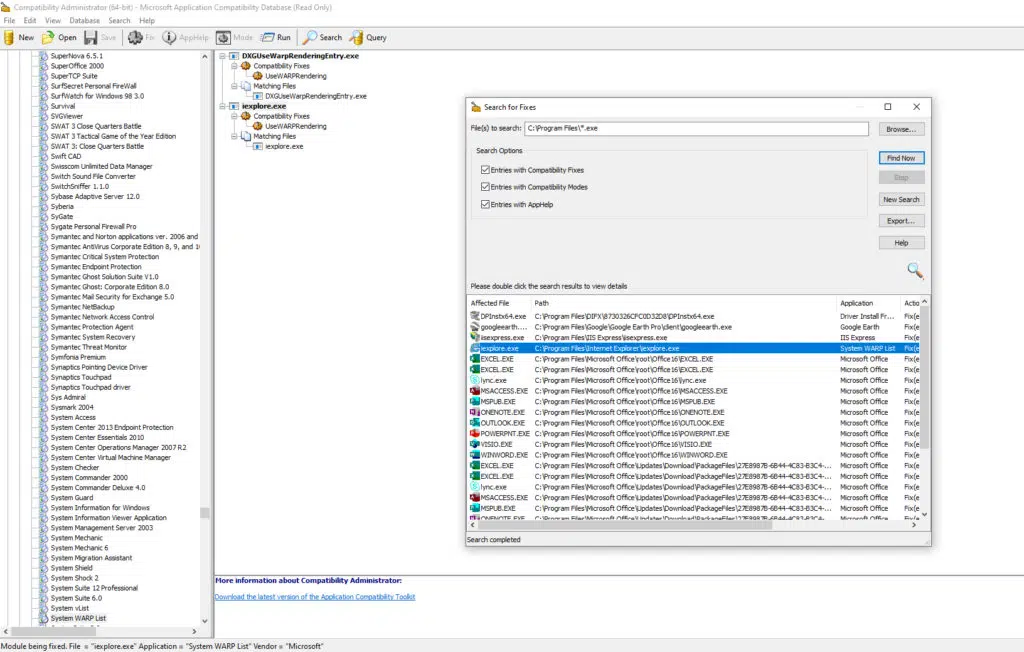 Compatibility Administrator (64-bit) - Microsoft Application Compatibility Database (Read Only)
File Edit View Database Search Help
New Open Save Fix AppHelp Mode Run Search Query
SuperNova 6.5.1
SuperOffice 2000
SuperTCP Suite
SurfSecret Personal FireWall
SurfWatch for Windows 98 3.0
Survival
SVGViewer
SWAT 3 Close Quarters Battle
SWAT 3 Tactical Game of the Year Edition
SWAT 3: Close Quarters Battle
Swift CAD
Swisscom Unlimited Data Manager
Switch Sound File Converter
SwitchSniffer 1.1.0
Sybase Adaptive Server 12.0
Syberia
SyGate
Sygate Personal Firewall Pro
Symantec and Norton applications ver. 2006 and
Symantec AntiVirus Corporate Edition 8, 9, and 10
Symantec Critical System Protection
Symantec Endpoint Protection
Symantec Ghost Solution Suite V1.0
Symantec Ghost: Corporate Edition 8.0
Symantec Mail Security for Exchange 5.0
Symantec NetBackup
Symantec Network Access Control
Symantec Protection Agent
Symantec System Recovery
Symantec Threat Monitor
Symfonia Premium
Synaptics Pointing Device Driver
Synaptics Touchpad
Synaptics Touchpad driver
Sys Admiral
Sysmark 2004
System Access
System Center 2013 Endpoint Protection
System Center Essentials 2010
System Center Operations Manager 2007 R2
System Center Virtual Machine Manager
System Checker
System Commander 2000
System Commander Deluxe 4.0
System Guard
System Information for Windows
System Information Viewer Application
System Management Server 2003
System Mechanic
System Mechanic 6
System Migration Assistant
System Shield
System Shock 2
System Suite 12 Professional
System Suite 6.0
System vList
System WARP List
DXGUseWarpRenderingEntry.exe
Compatibility Fixes
UseWARPRendering
Matching Files
DXGUseWarpRenderingEntry.exe
iexplore.exe
Compatibility Fixes
UseWARPRendering
Matching Files
iexplore.exe
Search for Fixes
File(s) to search: C:\Program Files\*.exe Browse...
Search Options
Entries with Compatibility Fixes
Entries with Compatibility Modes
Entries with AppHelp
Find Now
Stop
New Search
Export...
Help
Please double click the search results to view details
Affected File Path Application Actio
DPInstx64.exe C:\Program Files\DIFX\8730326CFC0D32D8\DPInstx64.exe Driver Install Fr... Fix(e
googleearth.... C:\Program Files\Google\Google Earth Pro\client\googleearth.exe Google Earth Fix(e
iisexpress.exe C:\Program Files\IIS Express\iisexpress.exe IIS Express Fix(e
iexplore.exe C:\Program Files\Internet Explorer\iexplore.exe System WARP List Fix(e
EXCEL.EXE C:\Program Files\Microsoft Office\root\Office16\EXCEL.EXE Microsoft Office Fix(e
EXCEL.EXE C:\Program Files\Microsoft Office\root\Office16\EXCEL.EXE Microsoft Office Fix(e
lync.exe C:\Program Files\Microsoft Office\root\Office16\lync.exe Microsoft Office Fix(e
MSACCESS.EXE C:\Program Files\Microsoft Office\root\Office16\MSACCESS.EXE Microsoft Office Fix(e
MSPUB.EXE C:\Program Files\Microsoft Office\root\Office16\MSPUB.EXE Microsoft Office Fix(e
ONENOTE.EXE C:\Program Files\Microsoft Office\root\Office16\ONENOTE.EXE Microsoft Office Fix(e
OUTLOOK.EXE C:\Program Files\Microsoft Office\root\Office16\OUTLOOK.EXE Microsoft Office Fix(e
POWERPNT.EXE C:\Program Files\Microsoft Office\root\Office16\POWERPNT.EXE Microsoft Office Fix(e
VISIO.EXE C:\Program Files\Microsoft Office\root\Office16\VISIO.EXE Microsoft Office Fix(e
WINWORD.EXE C:\Program Files\Microsoft Office\root\Office16\WINWORD.EXE Microsoft Office Fix(e
EXCEL.EXE C:\Program Files\Microsoft Office\Updates\Download\PackageFiles\27E8987B-6B44-4C83-B3C4-... Microsoft Office Fix(e
EXCEL.EXE C:\Program Files\Microsoft Office\Updates\Download\PackageFiles\27E8987B-6B44-4C83-B3C4-... Microsoft Office Fix(e
lync.exe C:\Program Files\Microsoft Office\Updates\Download\PackageFiles\27E8987B-6B44-4C83-B3C4-... Microsoft Office Fix(e
MSACCESS.EXE C:\Program Files\Microsoft Office\Updates\Download\PackageFiles\27E8987B-6B44-4C83-B3C4-... Microsoft Office Fix(e
MSPUB.EXE C:\Program Files\Microsoft Office\Updates\Download\PackageFiles\27E8987B-6B44-4C83-B3C4-... Microsoft Office Fix(e
ONENOTE.EXE C:\Program Files\Microsoft Office\Updates\Download\PackageFiles\27E8987B-6B44-4C83-B3C4-... Microsoft Office Fix(e
Search completed
More information about Compatibility Administrator:
Download the latest version of the Application Compatibility Toolkit
Module being fixed. File = "iexplore.exe" Application = "System WARP List" Vendor = "Microsoft"